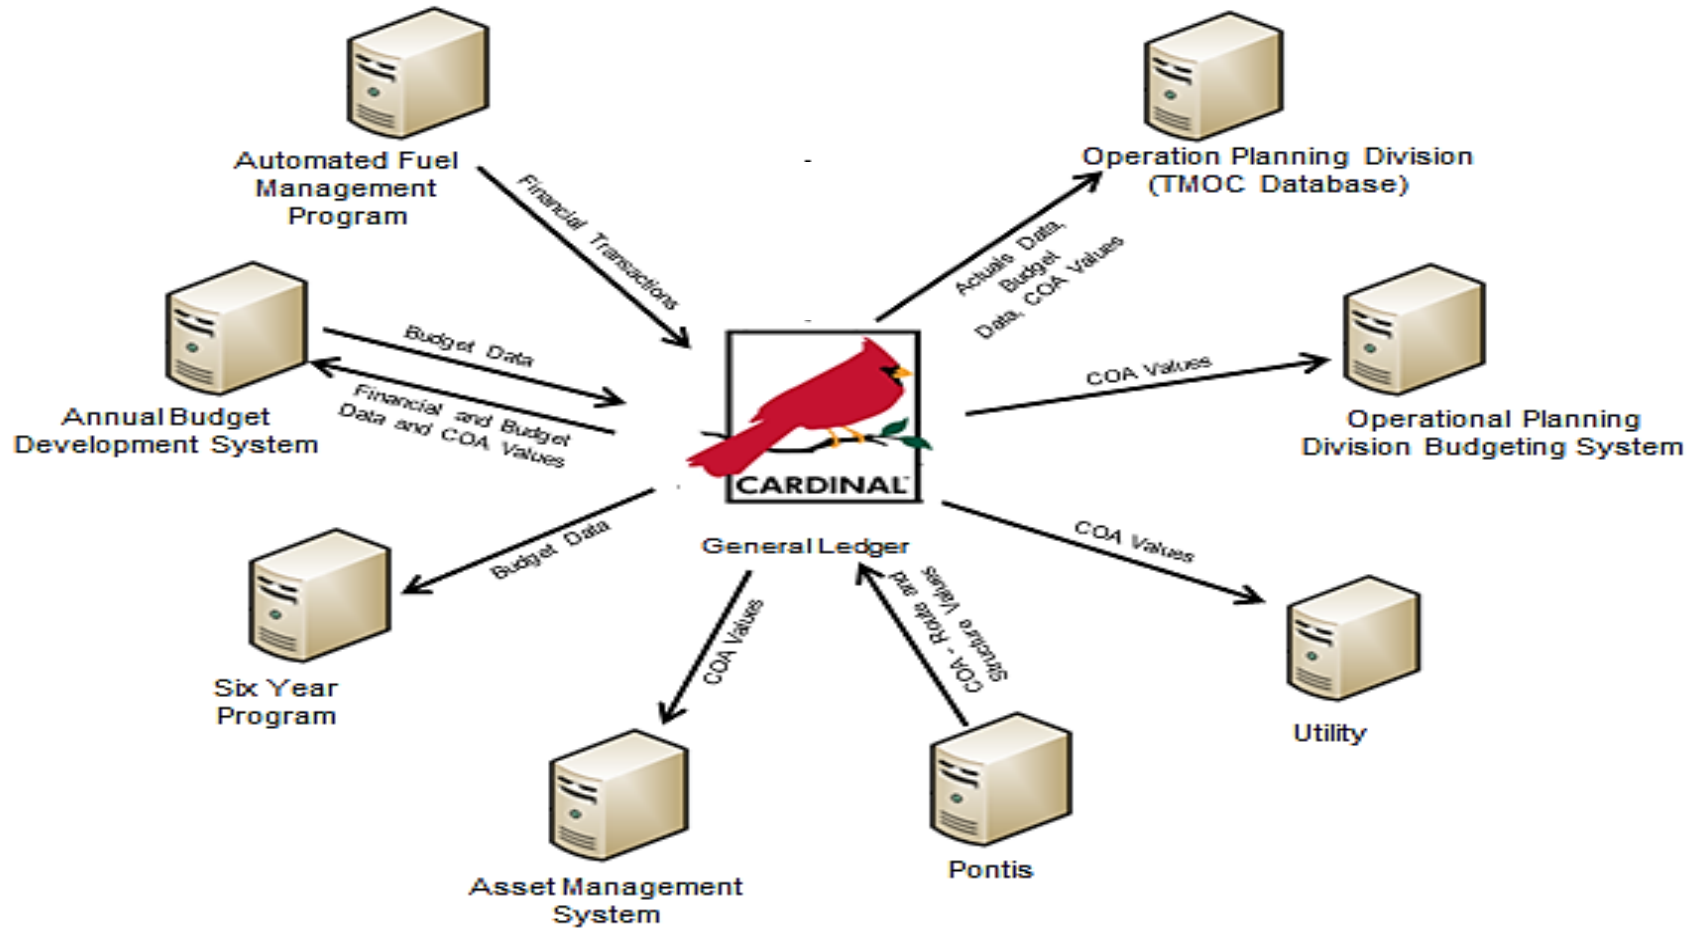 Automated Fuel
Management
Program
Operation Planning Division
(TMOC Database)
Financial Transactions
Actuals Data,
Budget
Data, COA Values
Annual Budget
Development System
Budget Data
Financial and Budget
Data and COA Values
COA Values
Operational Planning
Division Budgeting System
CARDINAL
General Ledger
Budget Data
Six Year
Program
COA Values
Asset Management
System
COA - Route and
Structure Values
Pontis
COA Values
Utility